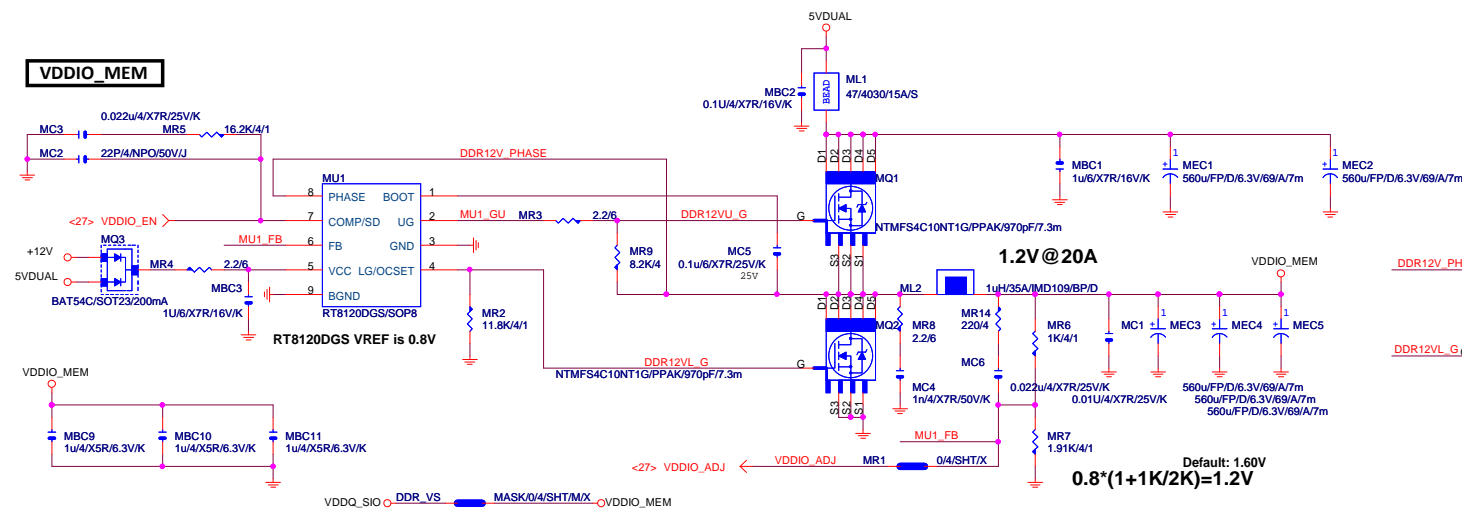 5VDUAL
VDDIO_MEM
ML1
47/4030/15A/S
BEAD
MBC2
0.1U/4/X7R/16V/K
0.022u/4/X7R/25V/K
MC3
MR5
16.2K/4/1
MC2
22P/4/NPO/50V/J
DDR12V_PHASE
D1
D2
D3
D4
D5
MQ1
MBC1
1u/6/X7R/16V/K
1
MEC1
560u/FP/D/6.3V/69/A/7m
1
MEC2
560u/FP/D/6.3V/69/A/7m
MU1
8
PHASE
BOOT
1
<27> VDDIO_EN
7
COMP/SD
UG
2
MU1_GU
MR3
2.2/6
DDR12VU_G
G
NTMFS4C10NT1G/PPAK/970pF/7.3m
MU1_FB
6
FB
GND
3
+12V
5VDUAL
MQ3
BAT54C/SOT23/200mA
MR4
2.2/6
5
VCC
LG/OCSET
4
MBC3
1U/6/X7R/16V/K
9
BGND
RT8120DGS/SOP8
RT8120DGS VREF is 0.8V
MR9
8.2K/4
MC5
0.1u/6/X7R/25V/K
25V
S3
S2
S1
1.2V@20A
VDDIO_MEM
DDR12V_PH
MR2
11.8K/4/1
D1
D2
D3
D4
D5
ML2
1uH/35A/IMD109/BP/D
MQ2
MR8
2.2/6
MR14
220/4
MR6
1K/4/1
MC1
1
MEC3
1
MEC4
1
MEC5
DDR12VL_G
G
NTMFS4C10NT1G/PPAK/970pF/7.3m
DDR12VL_G
MC6
0.022u/4/X7R/25V/K
0.01U/4/X7R/25V/K
MC4
1n/4/X7R/50V/K
560u/FP/D/6.3V/69/A/7m
560u/FP/D/6.3V/69/A/7m
560u/FP/D/6.3V/69/A/7m
S3
S2
S1
VDDIO_MEM
MBC9
1u/4/X5R/6.3V/K
MBC10
1u/4/X5R/6.3V/K
MBC11
1u/4/X5R/6.3V/K
MU1_FB
MR7
1.91K/4/1
<27> VDDIO_ADJ
VDDIO_ADJ
MR1
0/4/SHT/X
Default: 1.60V
0.8*(1+1K/2K)=1.2V
VDDQ_SIO
DDR_VS
MASK/0/4/SHT/M/X
VDDIO_MEM